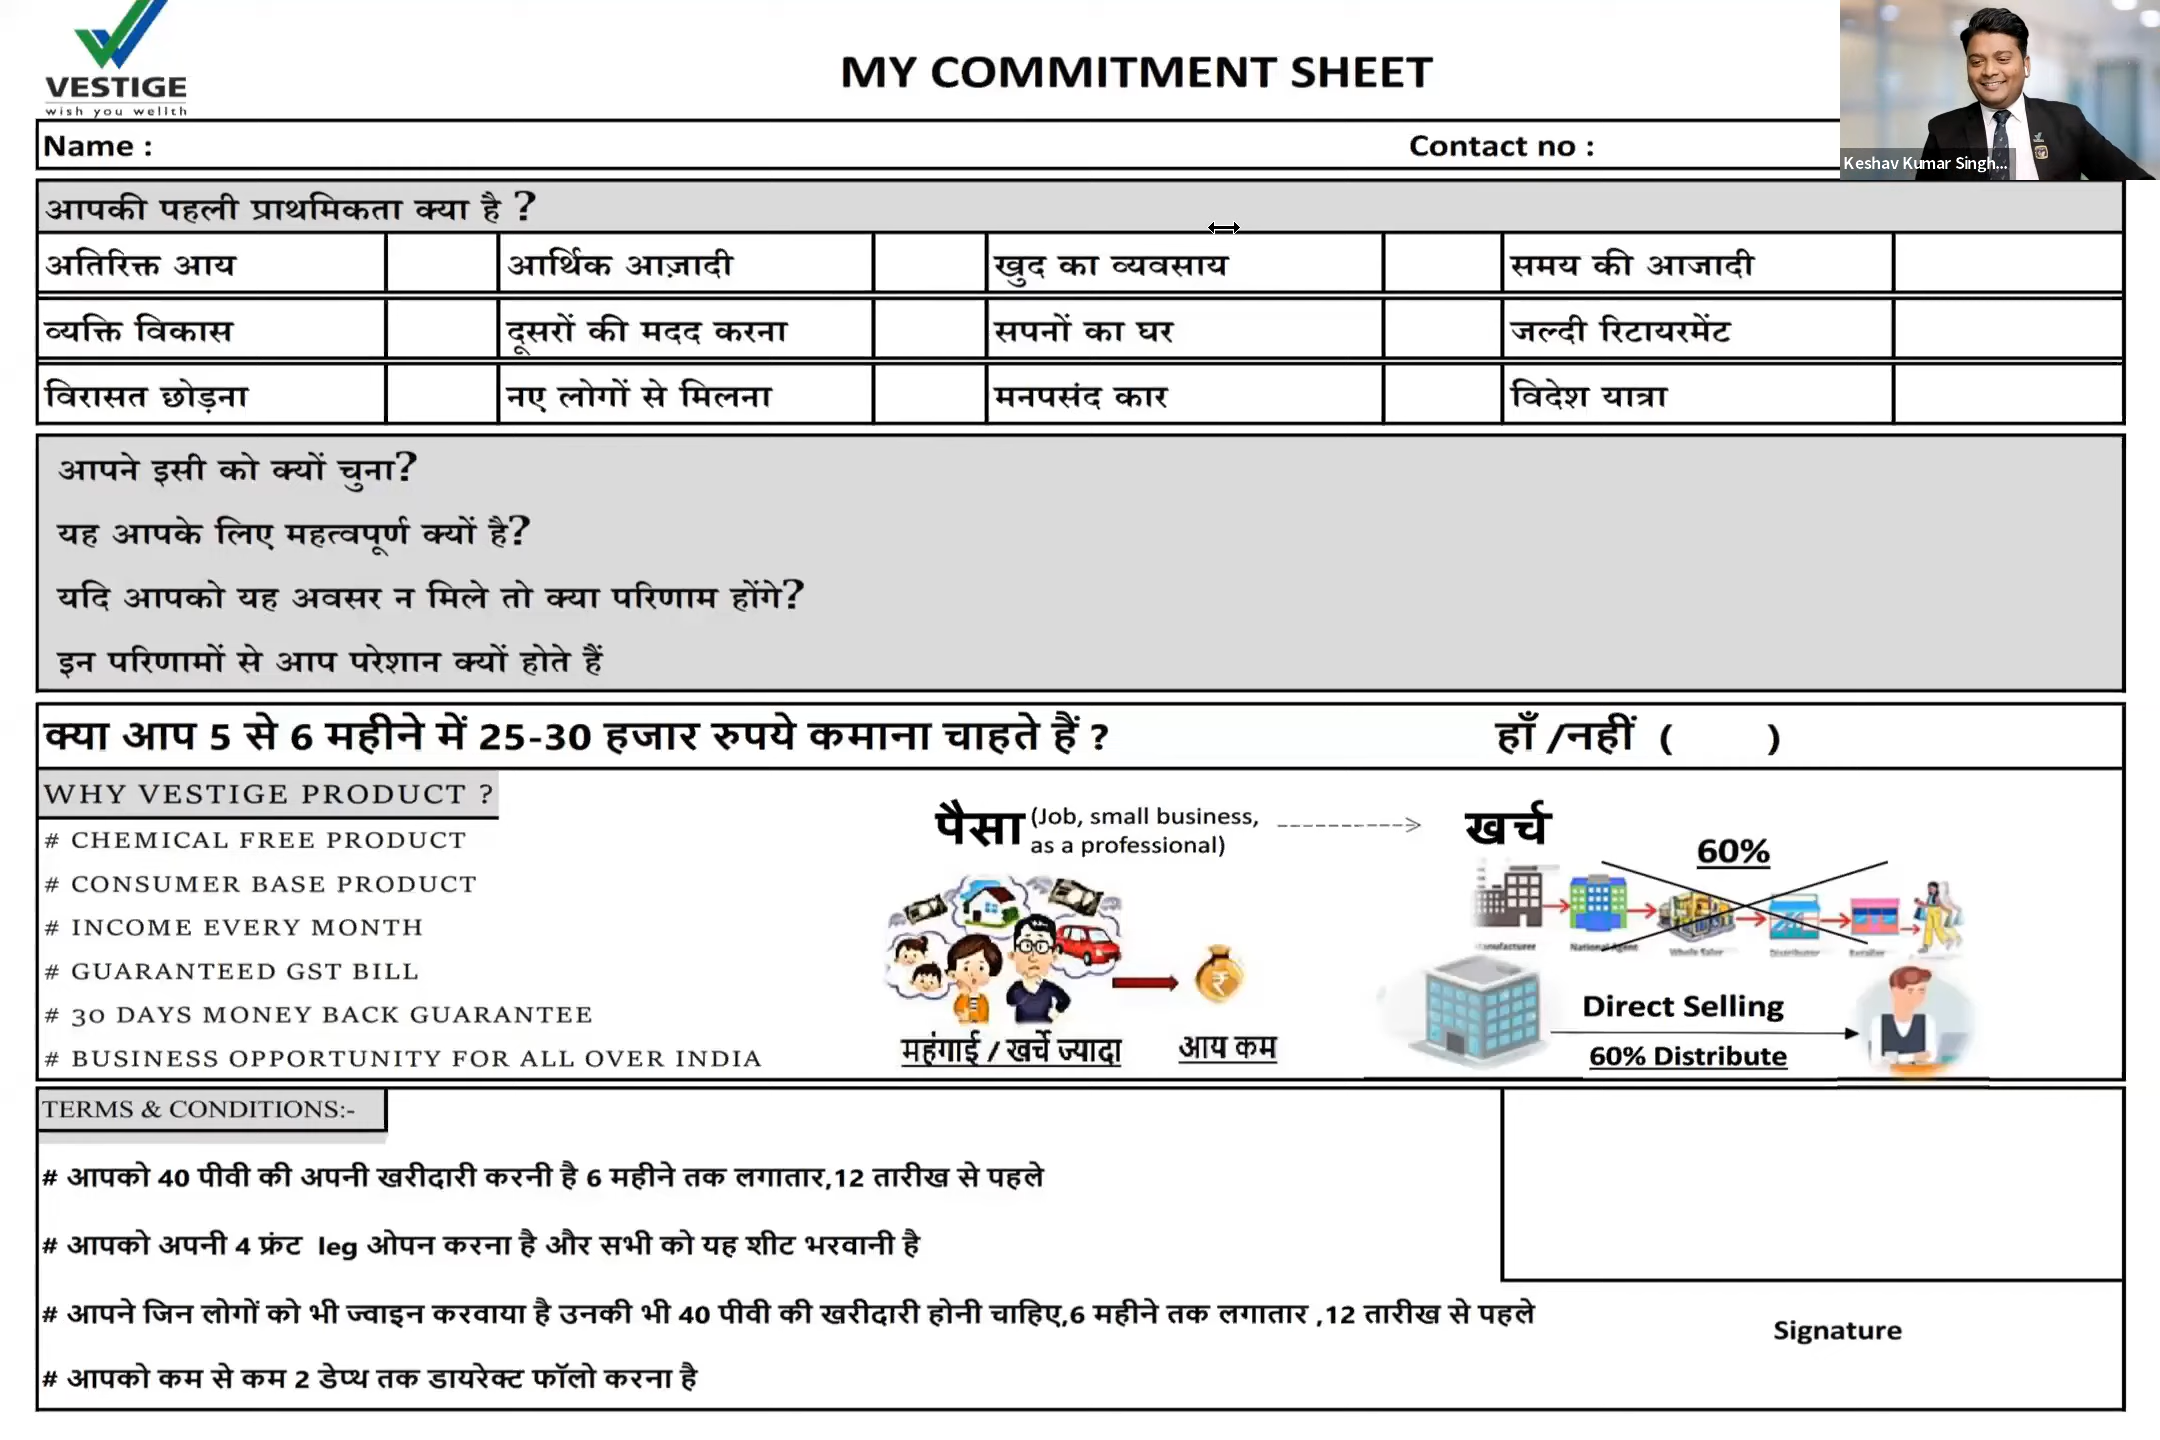 VESTIGE
wish you wellth
MY COMMITMENT SHEET
Keshav Kumar Singh...
Name :
Contact no :
आपकी पहली प्राथमिकता क्या है ?
अतिरिक्त आय
आर्थिक आज़ादी
खुद का व्यवसाय
समय की आजादी
व्यक्ति विकास
दूसरों की मदद करना
सपनों का घर
जल्दी रिटायरमेंट
विरासत छोड़ना
नए लोगों से मिलना
मनपसंद कार
विदेश यात्रा
आपने इसी को क्यों चुना?
यह आपके लिए महत्वपूर्ण क्यों है?
यदि आपको यह अवसर न मिले तो क्या परिणाम होंगे?
इन परिणामों से आप परेशान क्यों होते हैं
क्या आप 5 से 6 महीने में 25-30 हजार रुपये कमाना चाहते हैं ?
हाँ /नहीं ( )
WHY VESTIGE PRODUCT ?
# CHEMICAL FREE PRODUCT
# CONSUMER BASE PRODUCT
# INCOME EVERY MONTH
# GUARANTEED GST BILL
# 30 DAYS MONEY BACK GUARANTEE
# BUSINESS OPPORTUNITY FOR ALL OVER INDIA
पैसा (Job, small business,
as a professional)
खर्च
महंगाई / खर्चे ज्यादा
आय कम
60%
National Agent
Whole Saler
Distributor
Retailer
Direct Selling
60% Distribute
TERMS & CONDITIONS:-
# आपको 40 पीवी की अपनी खरीदारी करनी है 6 महीने तक लगातार,12 तारीख से पहले
# आपको अपनी 4 फ्रंट leg ओपन करना है और सभी को यह शीट भरवानी है
# आपने जिन लोगों को भी ज्वाइन करवाया है उनकी भी 40 पीवी की खरीदारी होनी चाहिए,6 महीने तक लगातार ,12 तारीख से पहले
# आपको कम से कम 2 डेप्थ तक डायरेक्ट फॉलो करना है
Signature